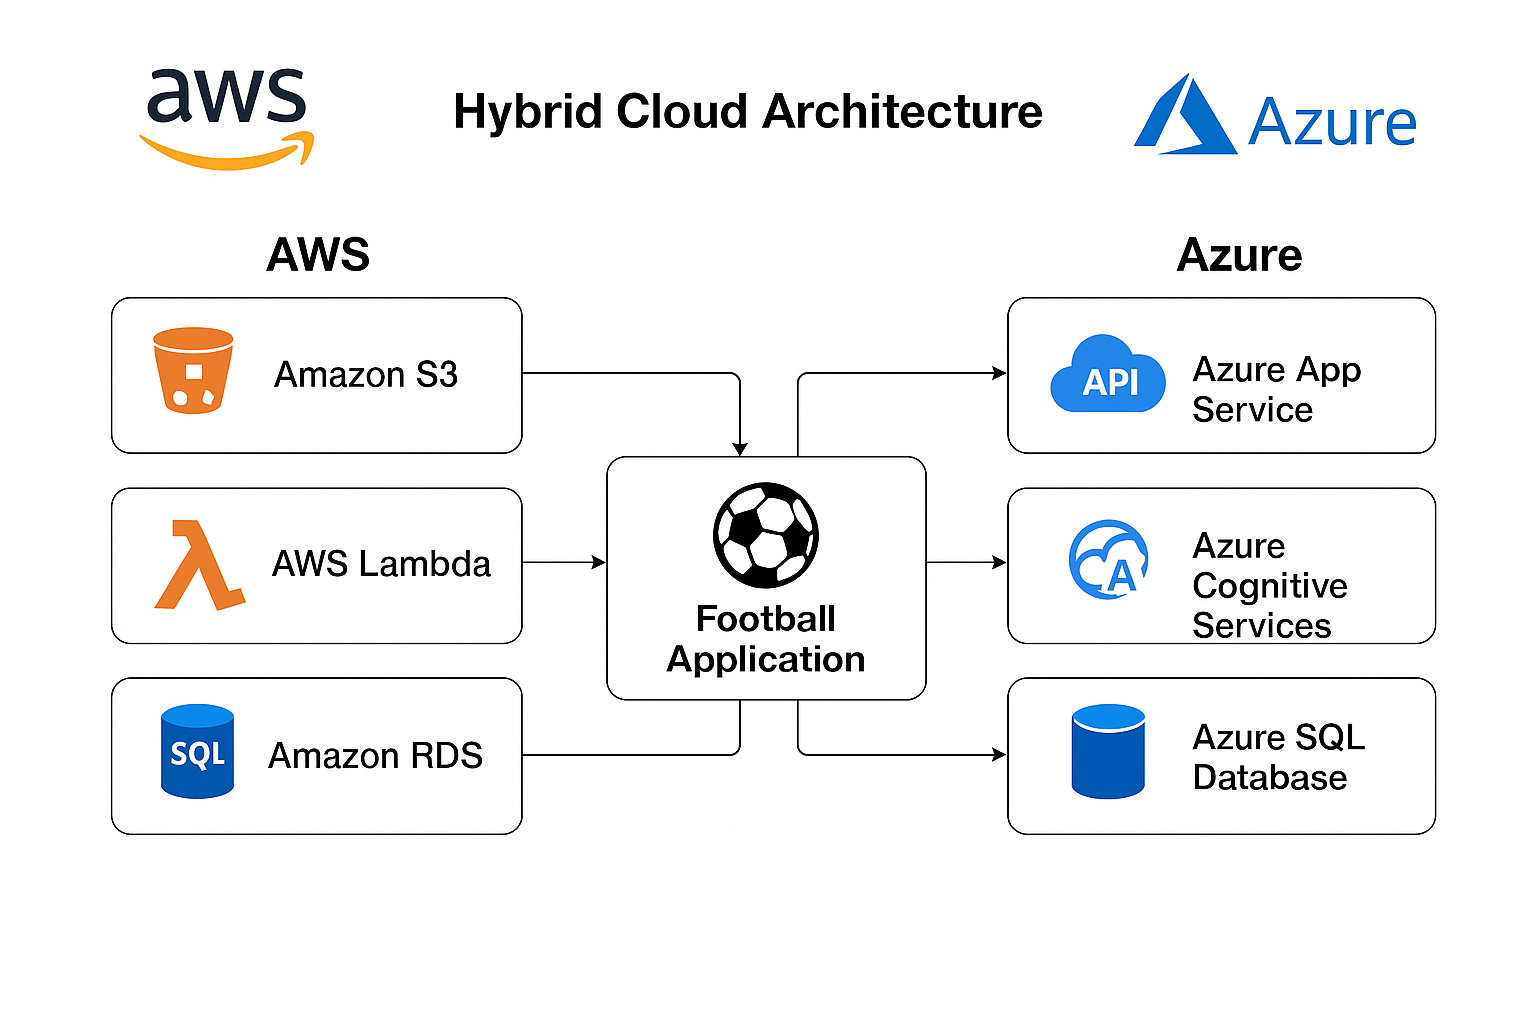 aws
Hybrid Cloud Architecture
Azure
AWS
Azure
Amazon S3
API
Azure App
Service
AWS Lambda
Football
Application
A
Azure
Cognitive
Services
SQL
Amazon RDS
Azure SQL
Database